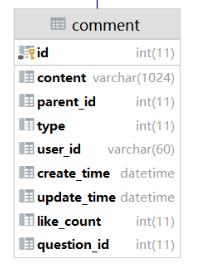 comment
id int(11)
content varchar(1024)
parent_id int(11)
type int(11)
user_id varchar(60)
create_time datetime
update_time datetime
like_count int(11)
question_id int(11)